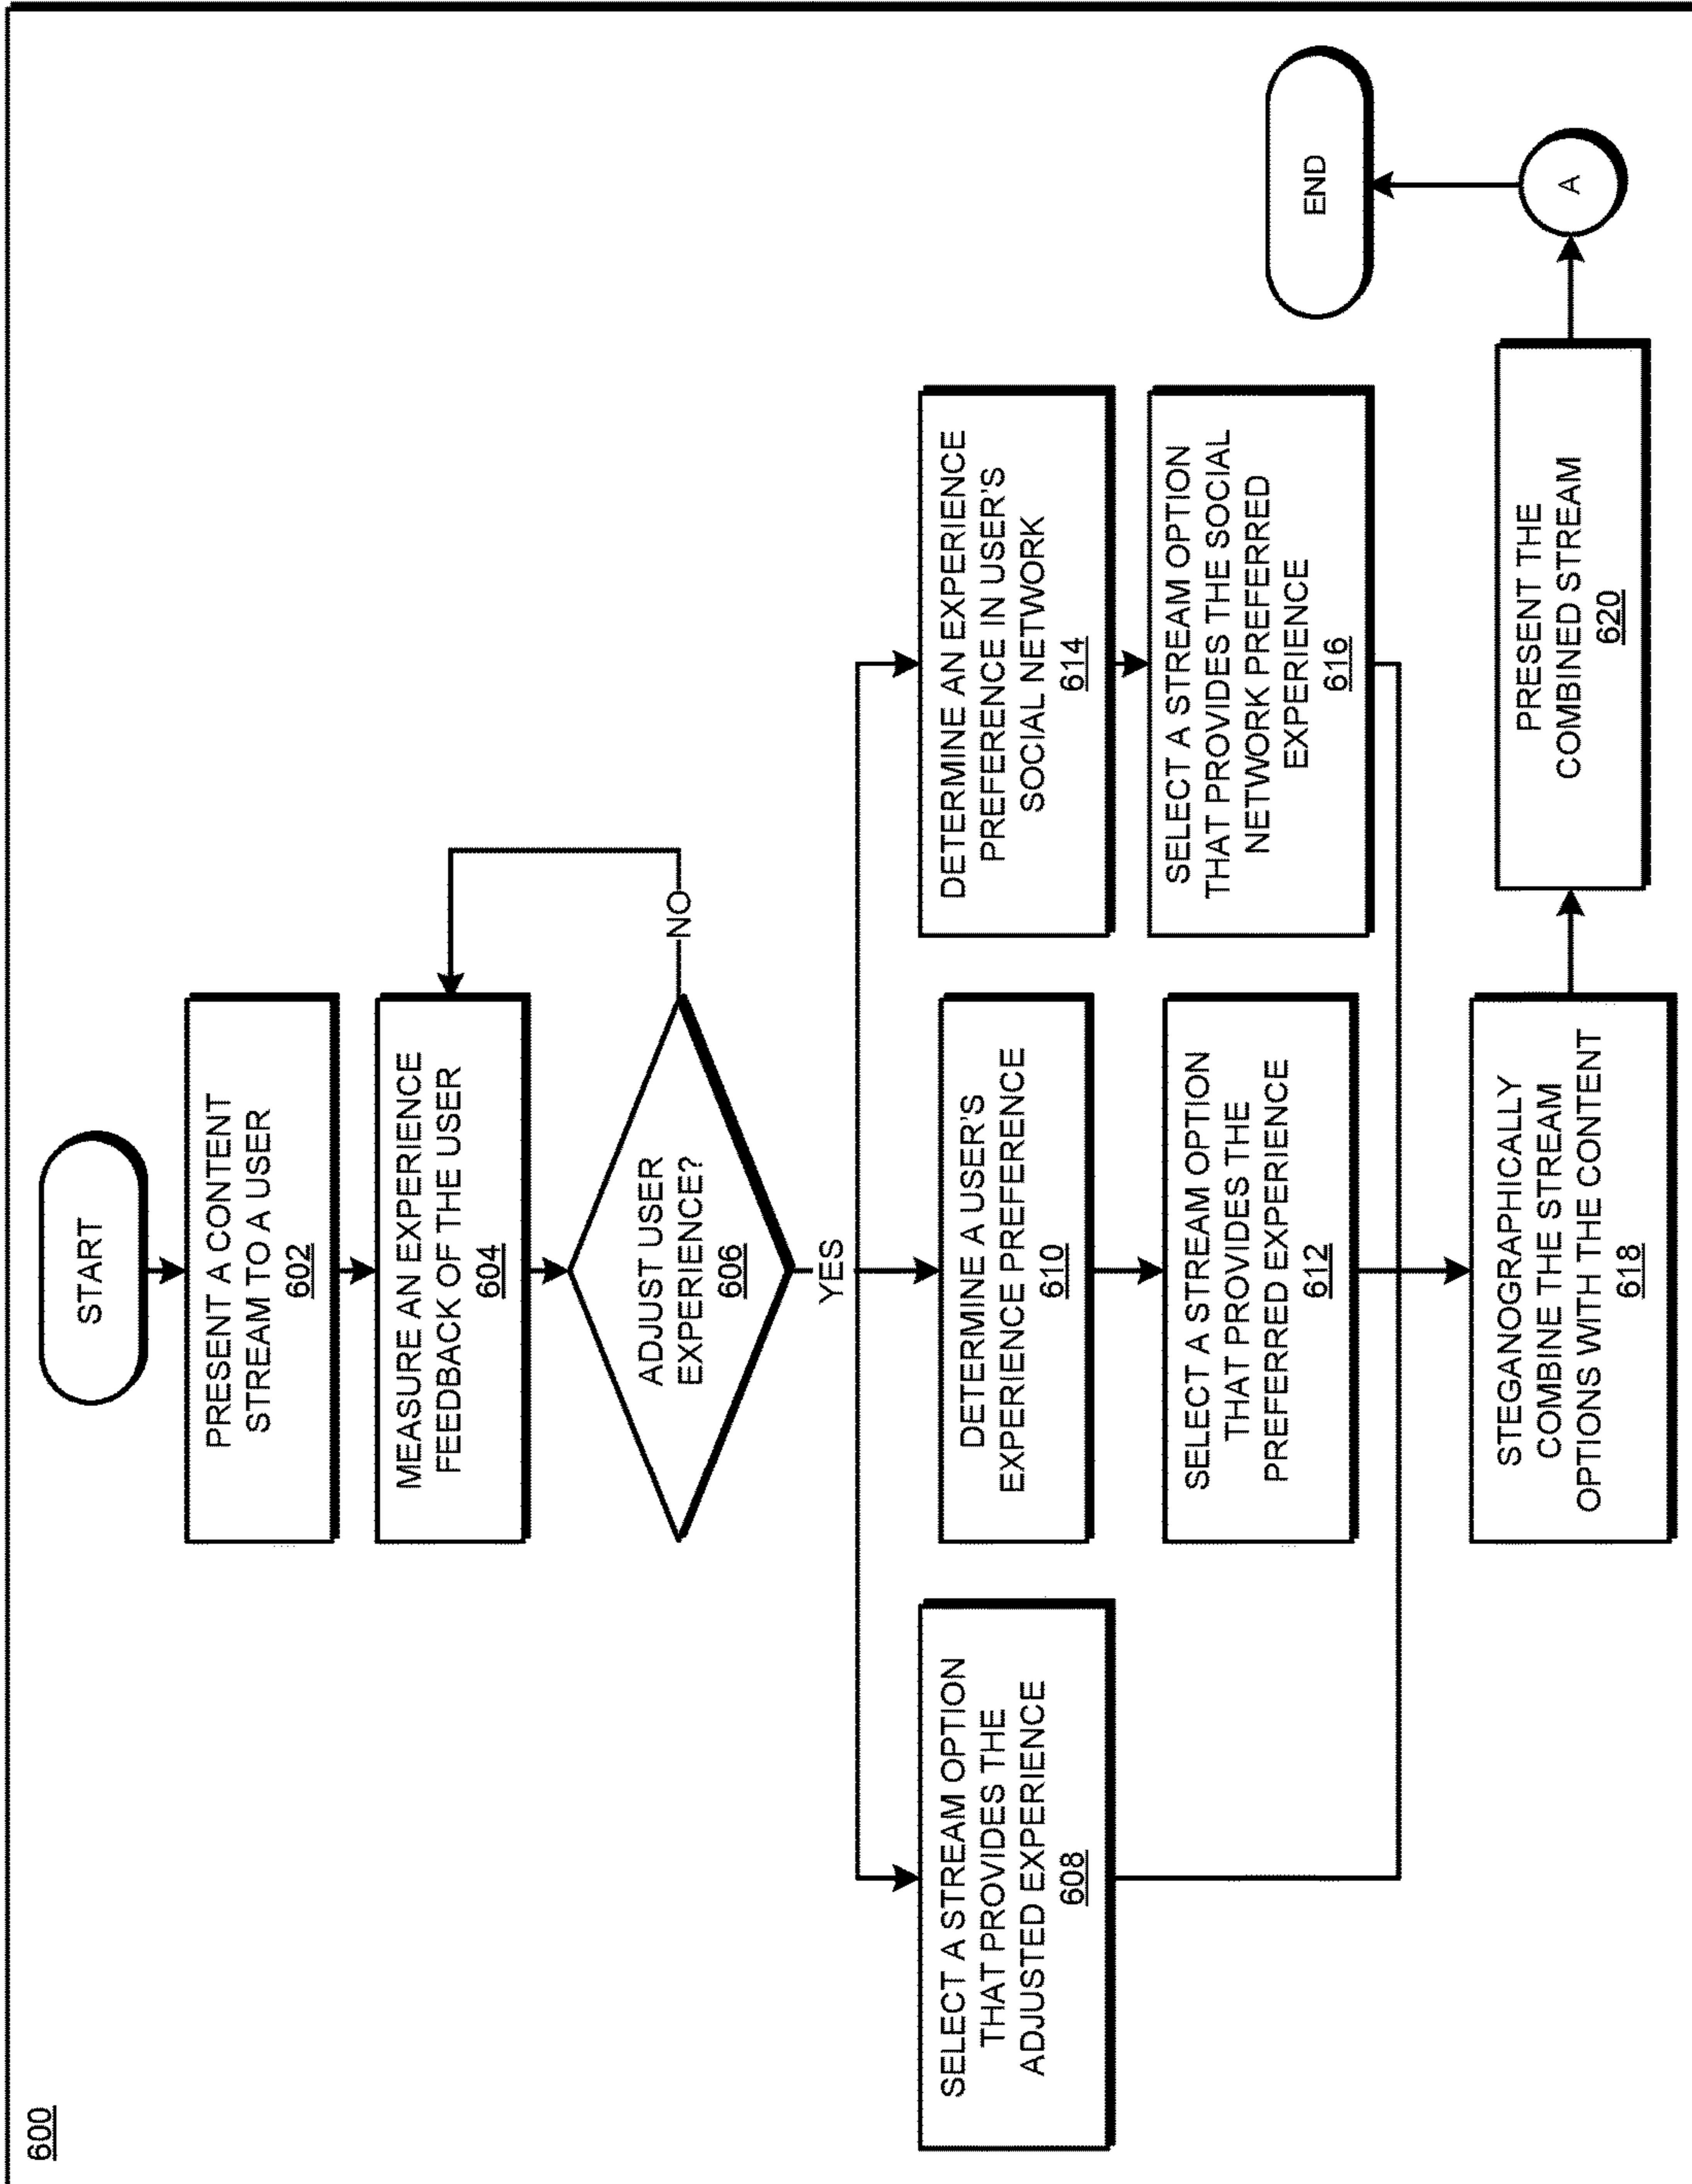 600
START
PRESENT A CONTENT
STREAM TO A USER
602
MEASURE AN EXPERIENCE
FEEDBACK OF THE USER
604
ADJUST USER
EXPERIENCE?
606
NO
YES
SELECT A STREAM OPTION
THAT PROVIDES THE
ADJUSTED EXPERIENCE
608
DETERMINE A USER'S
EXPERIENCE PREFERENCE
610
SELECT A STREAM OPTION
THAT PROVIDES THE
PREFERRED EXPERIENCE
612
DETERMINE AN EXPERIENCE
PREFERENCE IN USER'S
SOCIAL NETWORK
614
SELECT A STREAM OPTION
THAT PROVIDES THE SOCIAL
NETWORK PREFERRED
EXPERIENCE
616
STEGANOGRAPHICALLY
COMBINE THE STREAM
OPTIONS WITH THE CONTENT
618
PRESENT THE
COMBINED STREAM
620
A
END